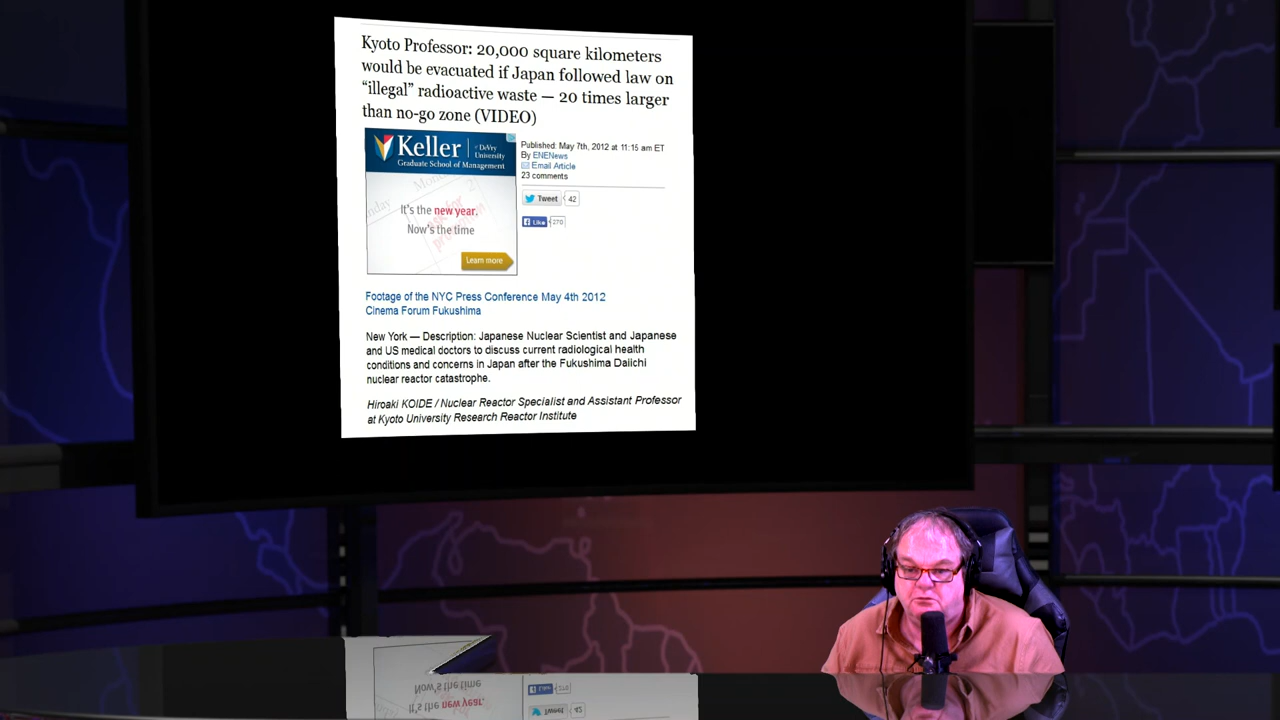 Kyoto Professor: 20,000 square kilometers
would be evacuated if Japan followed law on
“illegal” radioactive waste — 20 times larger
than no-go zone (VIDEO)
Keller
DeVry
University
Graduate School of Management
It's the new year.
Now's the time
Learn more
Published: May 7th, 2012 at 11:15 am ET
By ENENews
Email Article
23 comments
Tweet 42
Like 270
Footage of the NYC Press Conference May 4th 2012
Cinema Forum Fukushima
New York — Description: Japanese Nuclear Scientist and Japanese
and US medical doctors to discuss current radiological health
conditions and concerns in Japan after the Fukushima Daiichi
nuclear reactor catastrophe.
Hiroaki KOIDE / Nuclear Reactor Specialist and Assistant Professor
at Kyoto University Research Reactor Institute